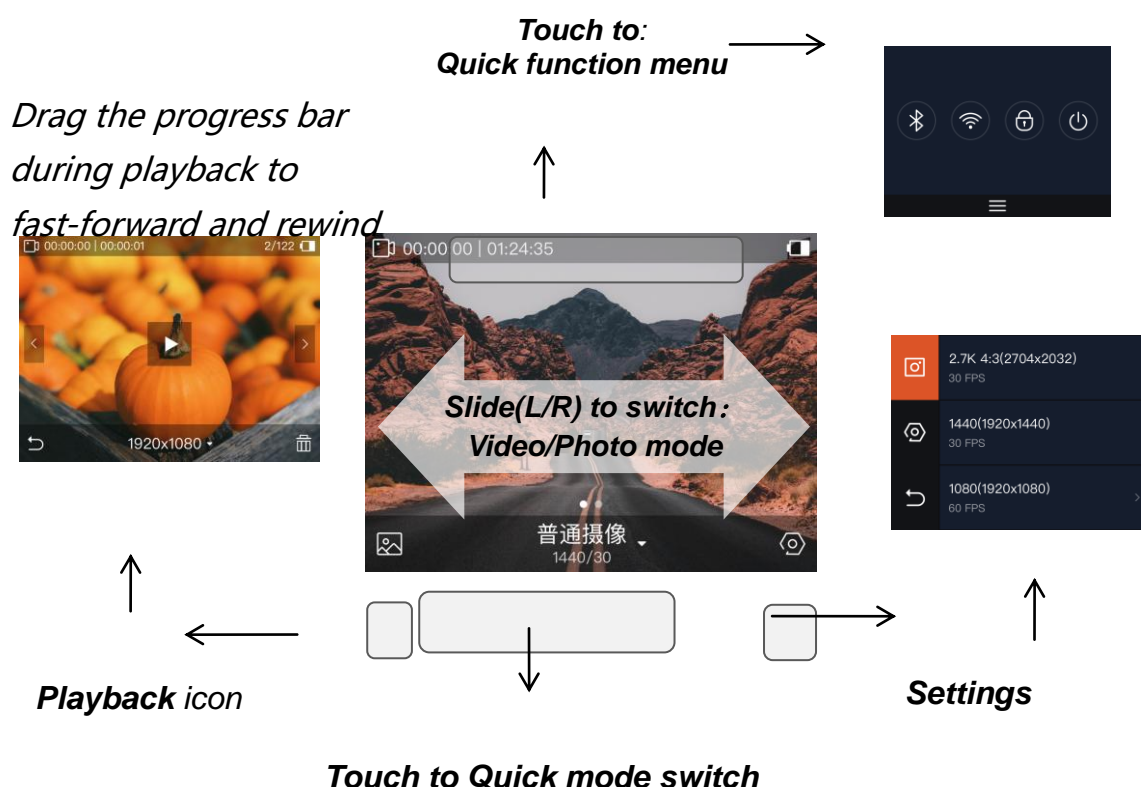 Touch to:
Quick function menu
Drag the progress bar
during playback to
fast-forward and rewind
00:00:00 | 00:00:01
2/122
1920x1080
00:00:00 | 01:24:35
Slide(L/R) to switch:
Video/Photo mode
普通摄像
1440/30
2.7K 4:3(2704x2032)
30 FPS
1440(1920x1440)
30 FPS
1080(1920x1080)
60 FPS
Playback icon
Settings
Touch to Quick mode switch